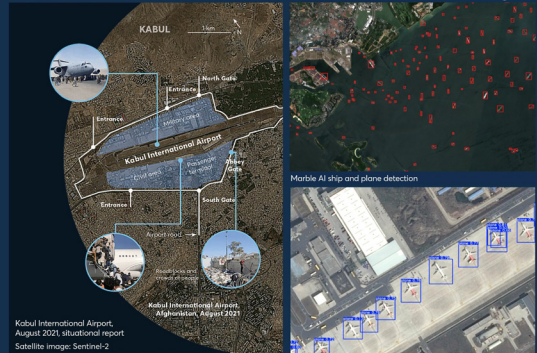 KABUL
1 km
N
North Gate
Entrance
Military area
Entrance
Kabul International Airport
Passenger
terminal
Civil area
Abbey
Gate
Entrance
South Gate
Airport road
Roadblocks and
crowds of people
Kabul International Airport,
Afghanistan, August 2021
Kabul International Airport,
August 2021, situational report
Satellite image: Sentinel-2
Marble AI ship and plane detection